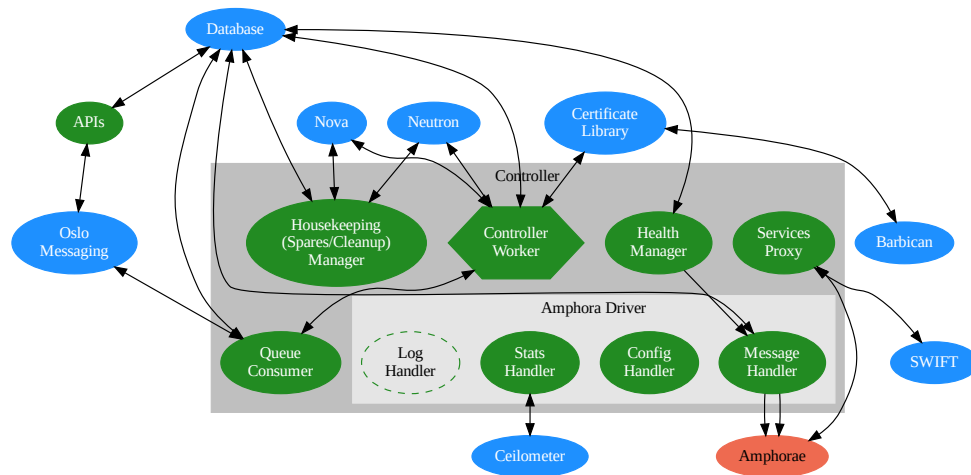 Database
APIs
Nova
Neutron
Certificate
Library
Controller
Oslo
Messaging
Housekeeping
(Spares/Cleanup)
Manager
Controller
Worker
Health
Manager
Services
Proxy
Barbican
Amphora Driver
Queue
Consumer
Log
Handler
Stats
Handler
Config
Handler
Message
Handler
SWIFT
Ceilometer
Amphorae